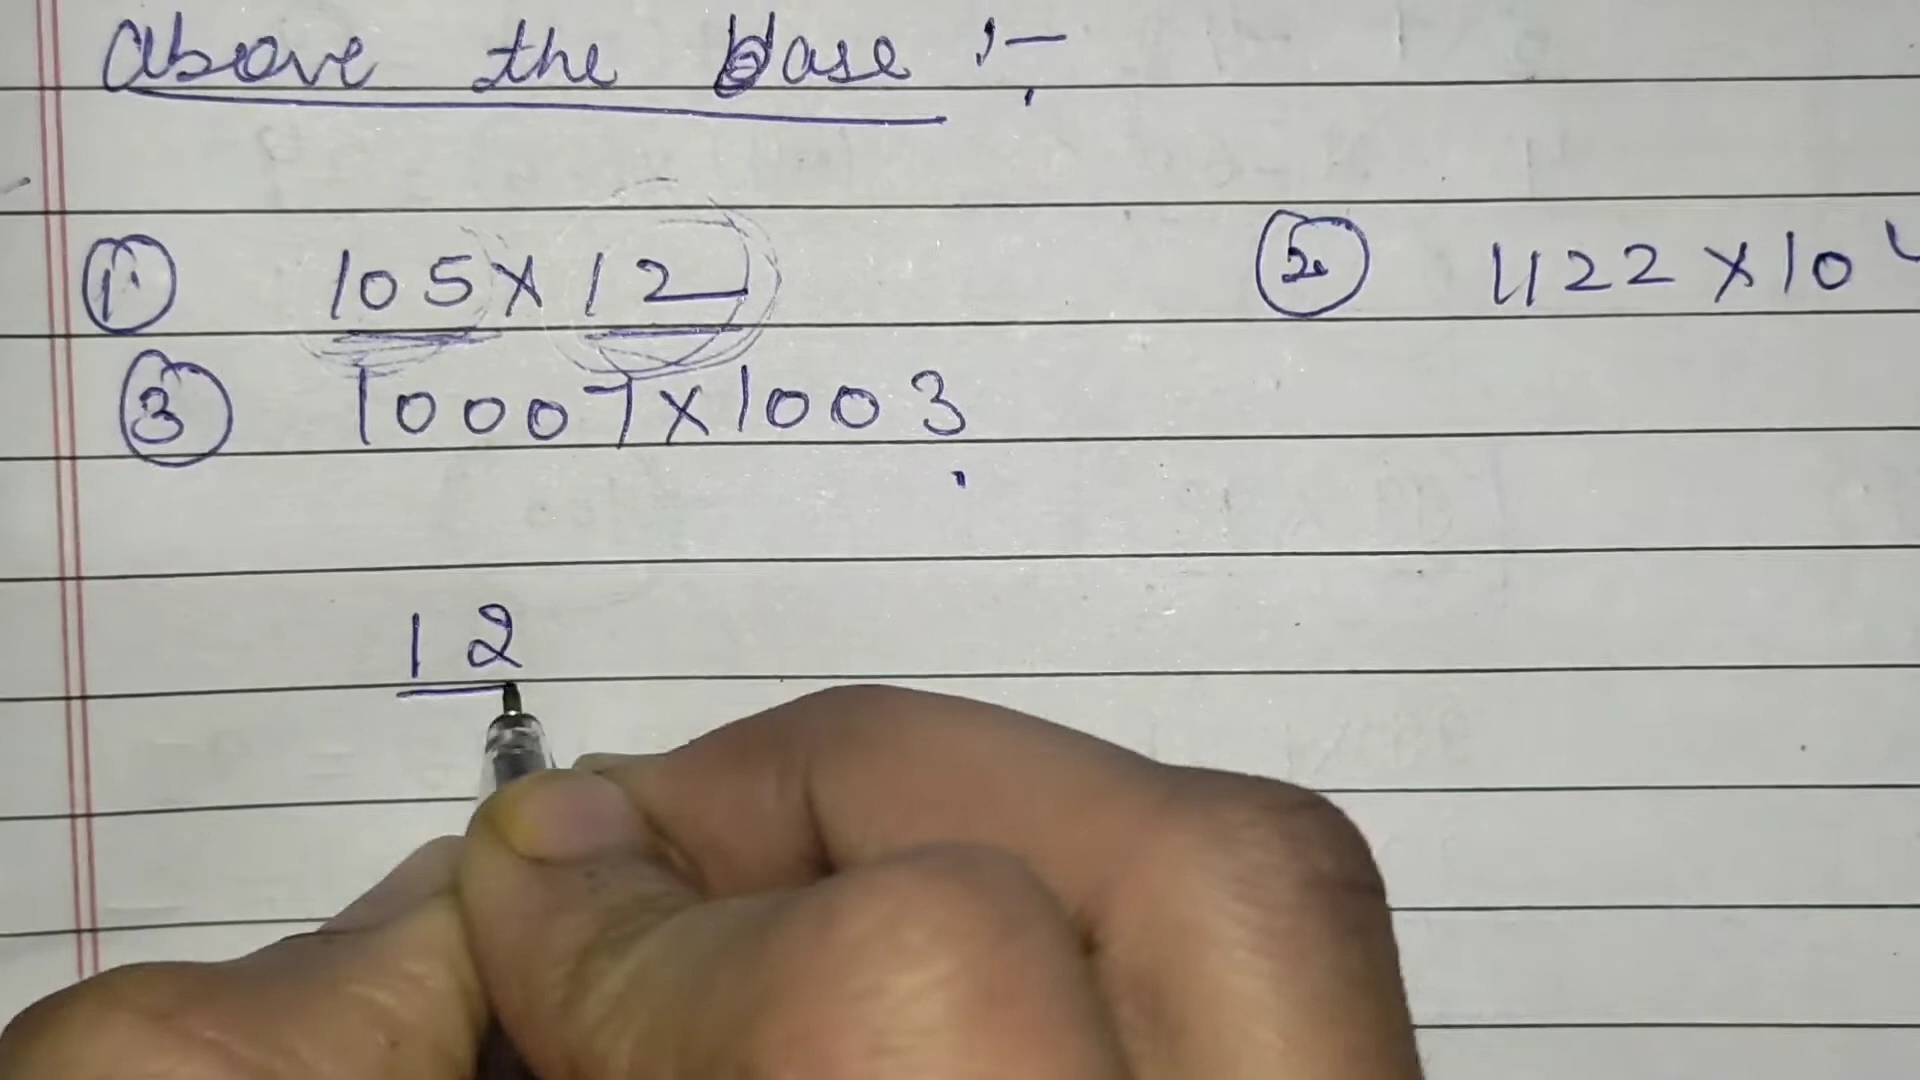 above the base :-
① 105 × 12
② 1122 × 10
③ 10007 × 1003
12